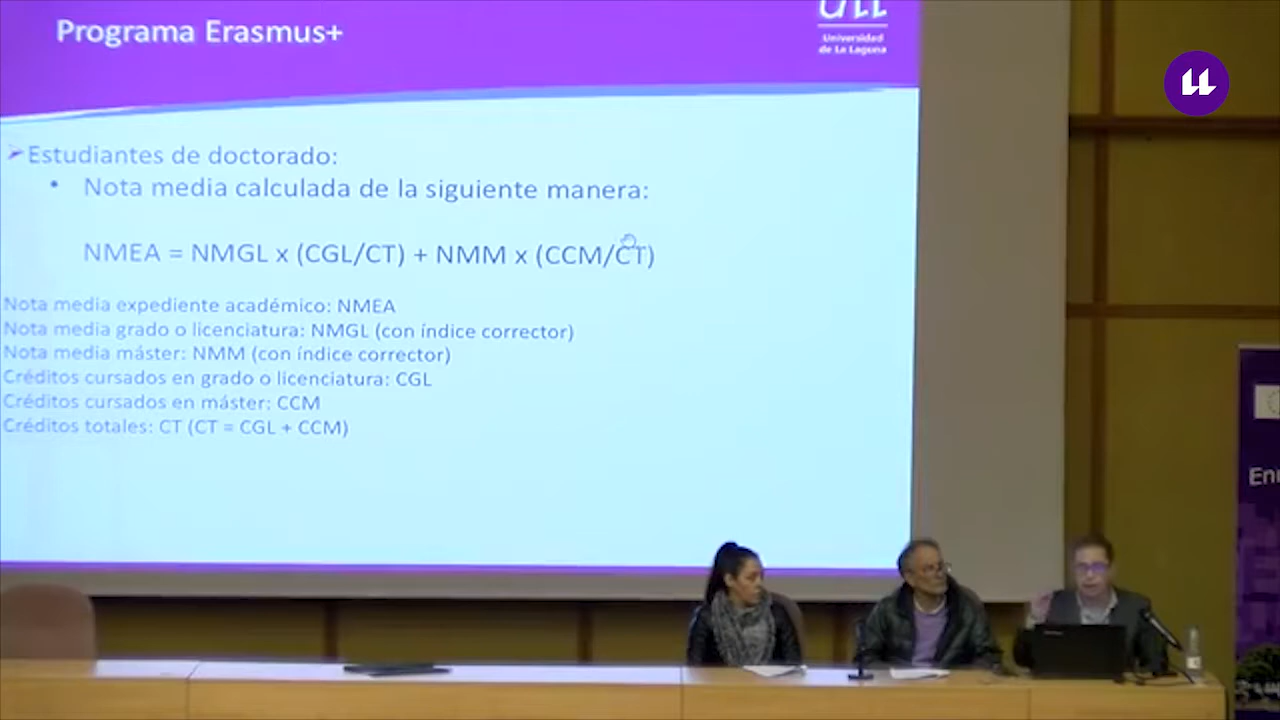 Programa Erasmus+
ull
Universidad
de La Laguna
➢Estudiantes de doctorado:
• Nota media calculada de la siguiente manera:
NMEA = NMGL x (CGL/CT) + NMM x (CCM/CT)
Nota media expediente académico: NMEA
Nota media grado o licenciatura: NMGL (con índice corrector)
Nota media máster: NMM (con índice corrector)
Créditos cursados en grado o licenciatura: CGL
Créditos cursados en máster: CCM
Créditos totales: CT (CT = CGL + CCM)